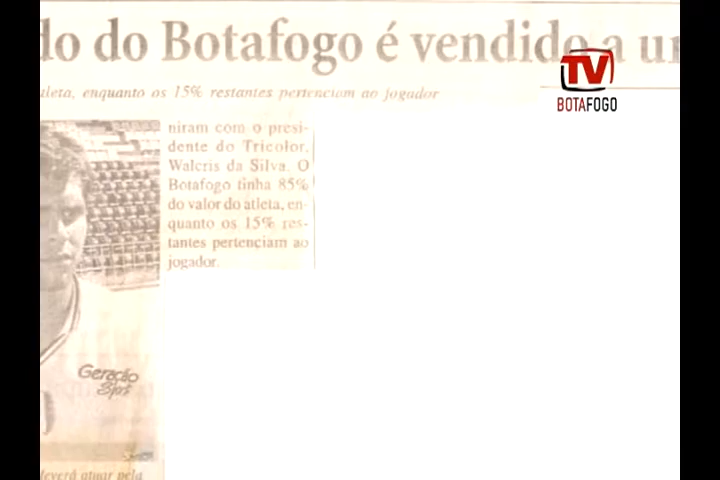 do do Botafogo é vendido a un
atleta, enquanto os 15% restantes pertenciam ao jogador
TV
BOTAFOGO
niram com o presi-
dente do Tricolor,
Walcris da Silva. O
Botafogo tinha 85%
do valor do atleta, en-
quanto os 15% res-
tantes pertenciam ao
jogador.
Geração
deverá atuar pela